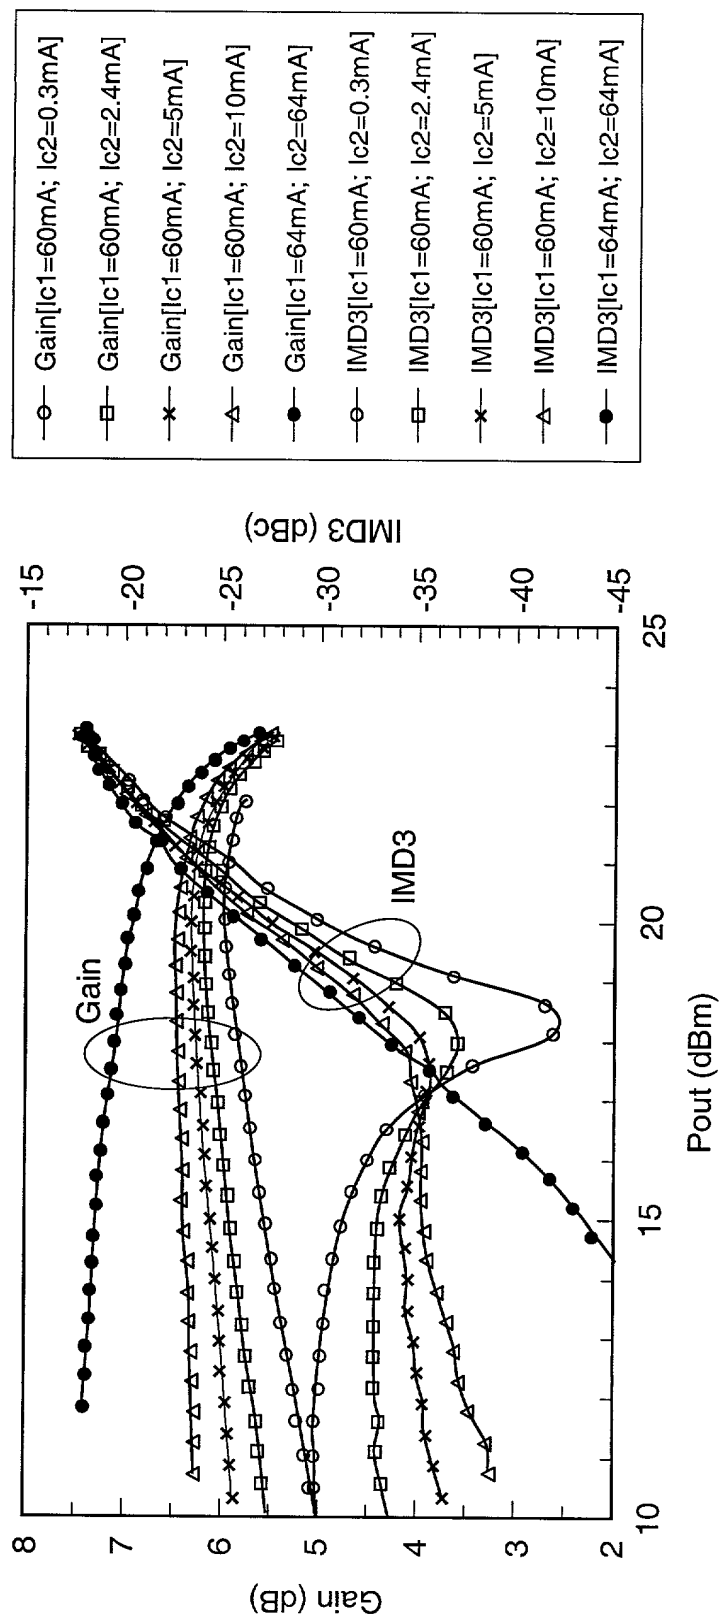 Gain[Ic1=60mA; Ic2=0.3mA]
Gain[Ic1=60mA; Ic2=2.4mA]
Gain[Ic1=60mA; Ic2=5mA]
Gain[Ic1=60mA; Ic2=10mA]
Gain[Ic1=64mA; Ic2=64mA]
IMD3[Ic1=60mA; Ic2=0.3mA]
IMD3[Ic1=60mA; Ic2=2.4mA]
IMD3[Ic1=60mA; Ic2=5mA]
IMD3[Ic1=60mA; Ic2=10mA]
IMD3[Ic1=64mA; Ic2=64mA]
Gain (dB)
8
7
6
5
4
3
2
Gain
IMD3
10
15
20
25
Pout (dBm)
-15
-20
-25
-30
-35
-40
-45
IMD3 (dBc)